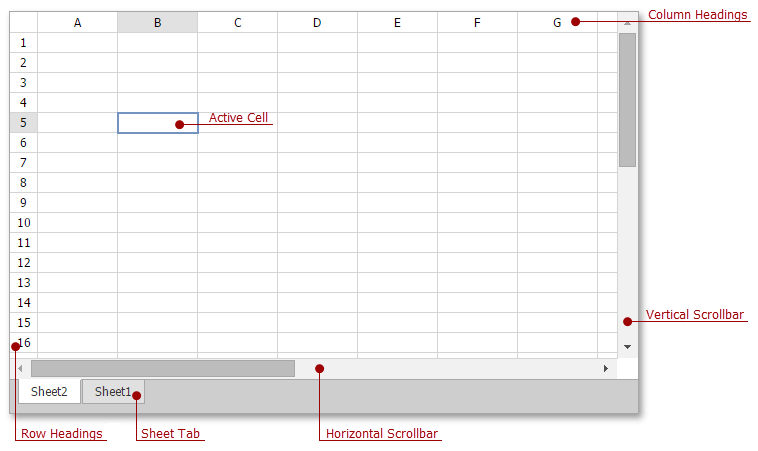 Column Headings
A B C D E F G
1
2
3
4
5 Active Cell
6
7
8
9
10
11
12
13
14
15 Vertical Scrollbar
16
Sheet2 Sheet1
Row Headings Sheet Tab Horizontal Scrollbar